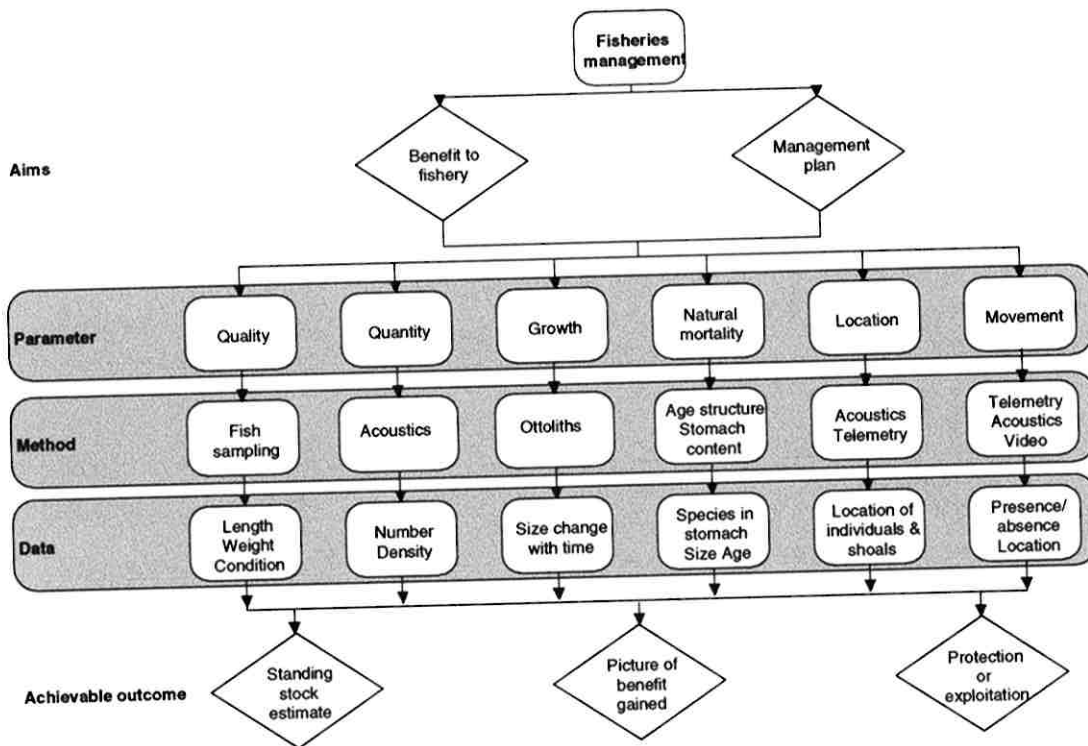 Fisheries
management
Aims
Benefit to
fishery
Management
plan
Parameter
Quality
Quantity
Growth
Natural
mortality
Location
Movement
Method
Fish
sampling
Acoustics
Ottoliths
Age structure
Stomach
content
Acoustics
Telemetry
Telemetry
Acoustics
Video
Data
Length
Weight
Condition
Number
Density
Size change
with time
Species in
stomach
Size Age
Location of
individuals &
shoals
Presence/
absence
Location
Achievable outcome
Standing
stock
estimate
Picture of
benefit
gained
Protection
or
exploitation